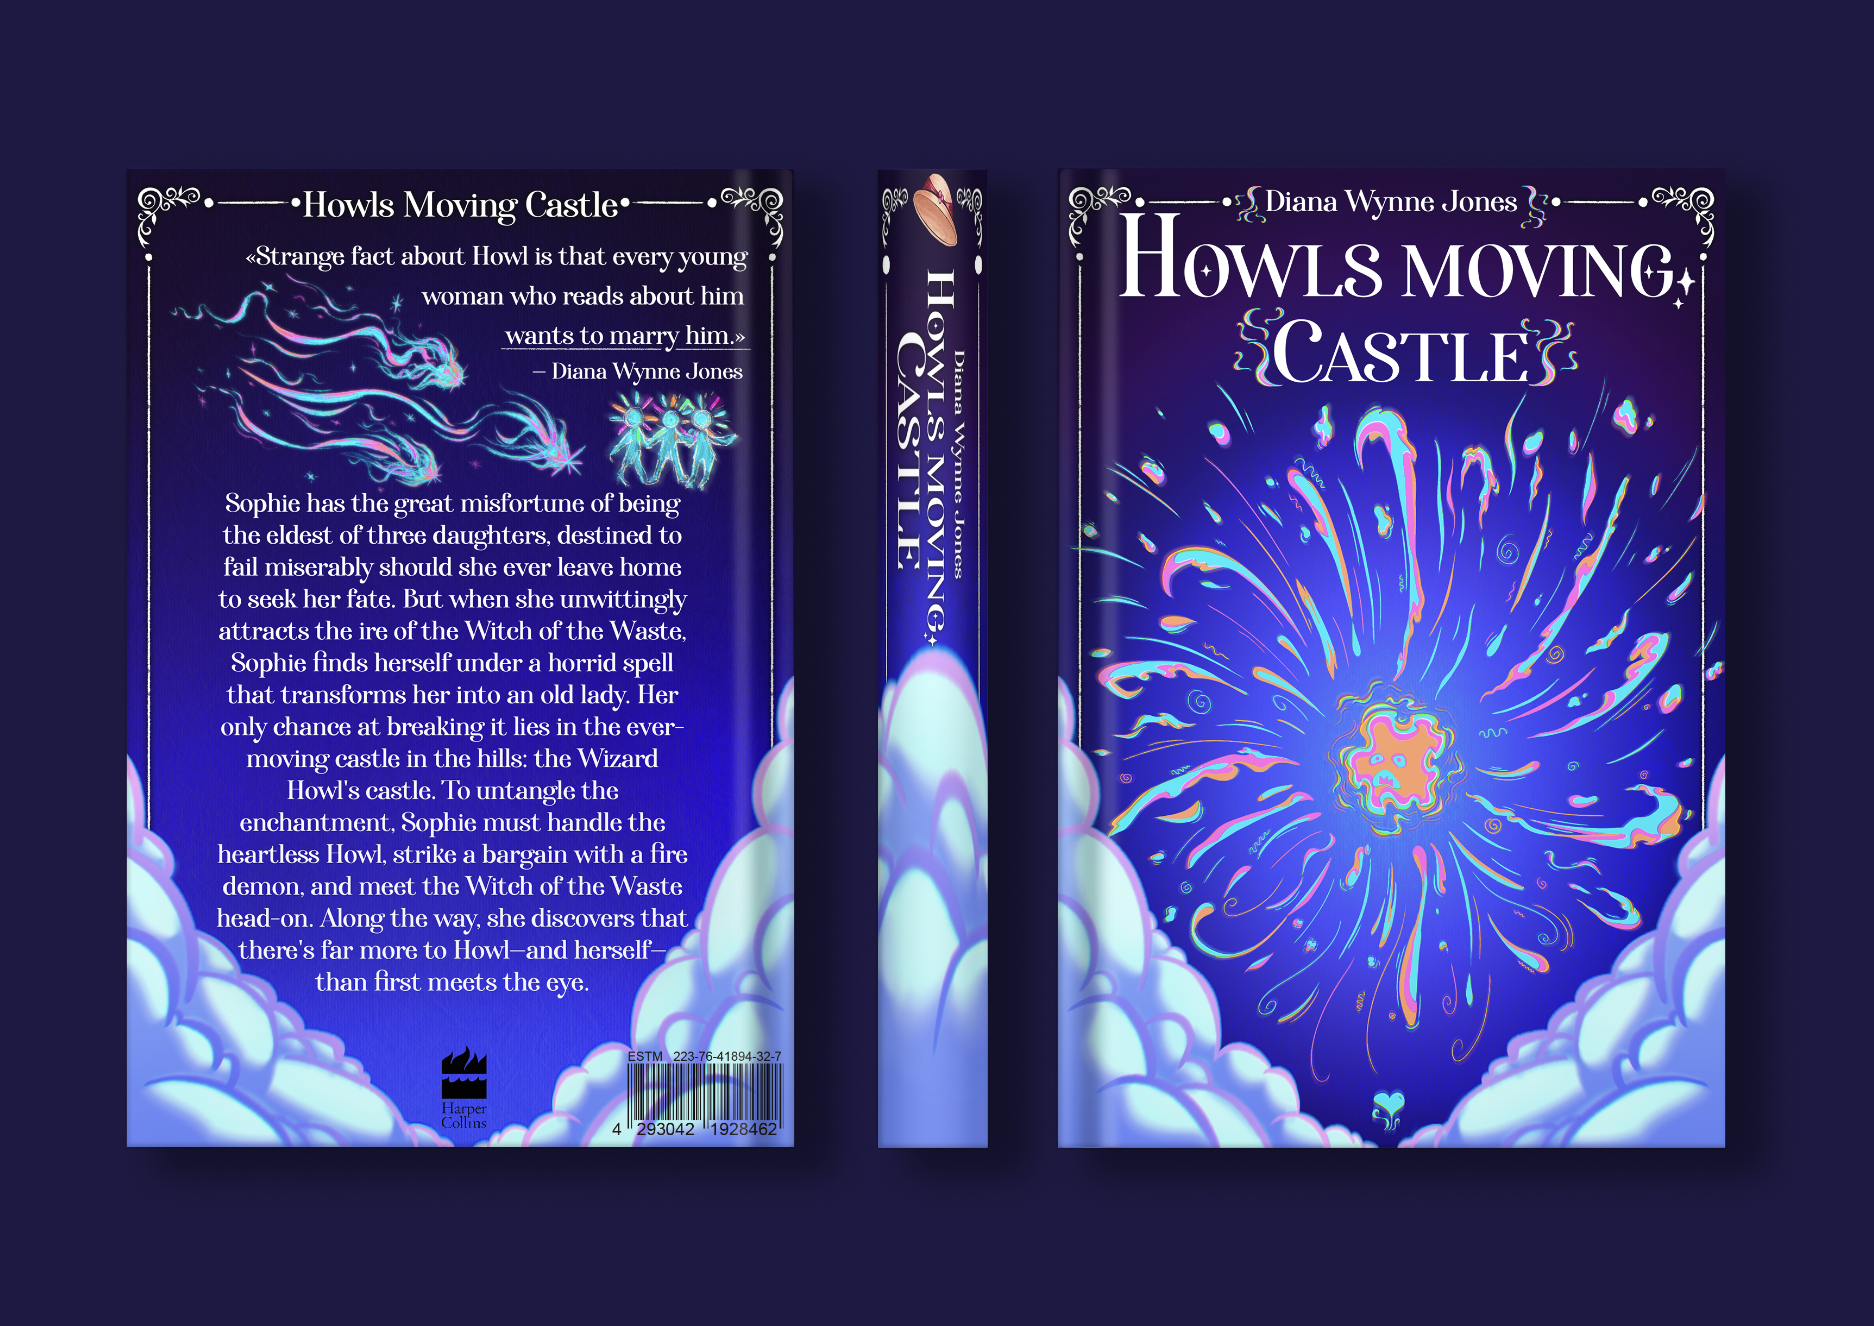 Howls Moving Castle
«Strange fact about Howl is that every young
woman who reads about him
wants to marry him.»
– Diana Wynne Jones
Sophie has the great misfortune of being
the eldest of three daughters, destined to
fail miserably should she ever leave home
to seek her fate. But when she unwittingly
attracts the ire of the Witch of the Waste,
Sophie finds herself under a horrid spell
that transforms her into an old lady. Her
only chance at breaking it lies in the ever-
moving castle in the hills: the Wizard
Howl's castle. To untangle the
enchantment, Sophie must handle the
heartless Howl, strike a bargain with a fire
demon, and meet the Witch of the Waste
head-on. Along the way, she discovers that
there's far more to Howl—and herself—
than first meets the eye.
Harper
Collins
ESTM 223-76-41894-32-7
4 293042 1928462
Diana Wynne Jones
HOWLS MOVING
CASTLE
Diana Wynne Jones
HOWLS MOVING
CASTLE